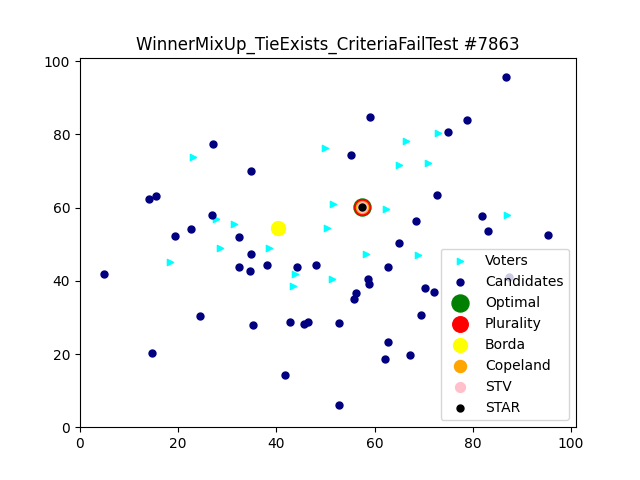 WinnerMixUp_TieExists_CriteriaFailTest #7863
100
80
60
40
20
0
0 20 40 60 80 100
Voters
Candidates
Optimal
Plurality
Borda
Copeland
STV
STAR